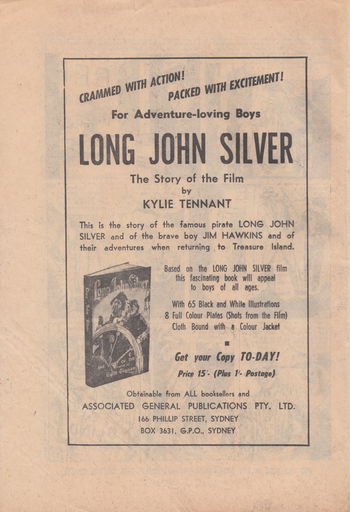 CRAMMED WITH ACTION!
PACKED WITH EXCITEMENT!
For Adventure-loving Boys
LONG JOHN SILVER
The Story of the Film
by
KYLIE TENNANT
This is the story of the famous pirate LONG JOHN
SILVER and of the brave boy JIM HAWKINS and of
their adventures when returning to Treasure Island.
Based on the LONG JOHN SILVER film
this fascinating book will appeal
to boys of all ages.
With 65 Black and White Illustrations
8 Full Colour Plates (Shots from the Film)
Cloth Bound with a Colour Jacket
Long John Silver
Get your Copy TO-DAY!
Price 15/- (Plus 1/- Postage)
Obtainable from ALL booksellers and
ASSOCIATED GENERAL PUBLICATIONS PTY. LTD.
166 PHILLIP STREET, SYDNEY
BOX 3631, G.P.O., SYDNEY